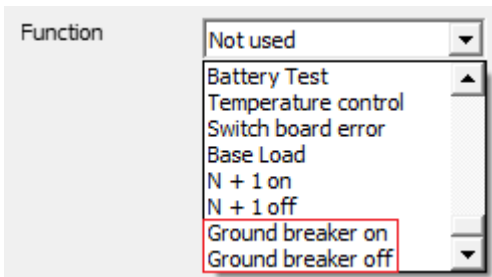 Function
Not used
Battery Test
Temperature control
Switch board error
Base Load
N + 1 on
N + 1 off
Ground breaker on
Ground breaker off